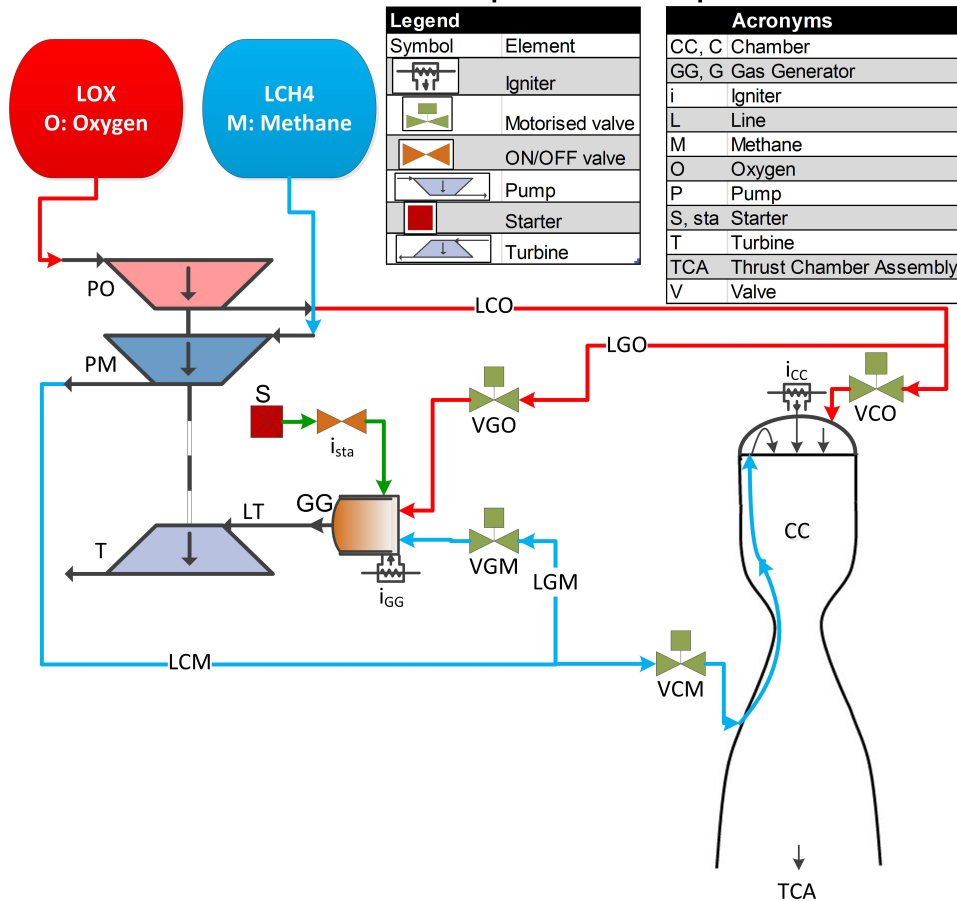 LOX
O: Oxygen
LCH4
M: Methane
Legend
Symbol Element
Igniter
Motorised valve
ON/OFF valve
Pump
Starter
Turbine
Acronyms
CC, C Chamber
GG, G Gas Generator
i Igniter
L Line
M Methane
O Oxygen
P Pump
S, sta Starter
T Turbine
TCA Thrust Chamber Assembly
V Valve
PO
LCO
LGO
PM
iCC
VCO
S
VGO
ista
GG
LT
CC
T
VGM
LGM
iGG
LCM
VCM
TCA